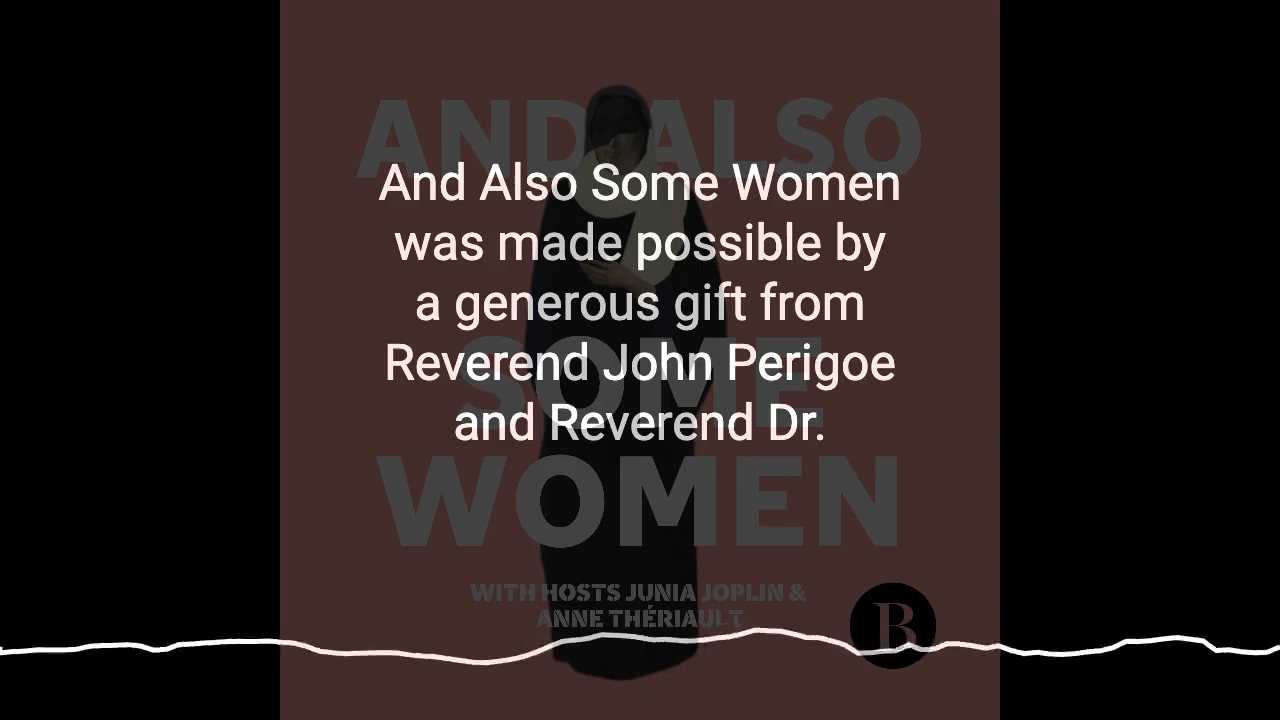 AND ALSO
And Also Some Women
was made possible by
a generous gift from
Reverend John Perigoe
and Reverend Dr.
SOME
WOMEN
WITH HOSTS JUNIA JOPLIN &
ANNE THÉRIAULT
B